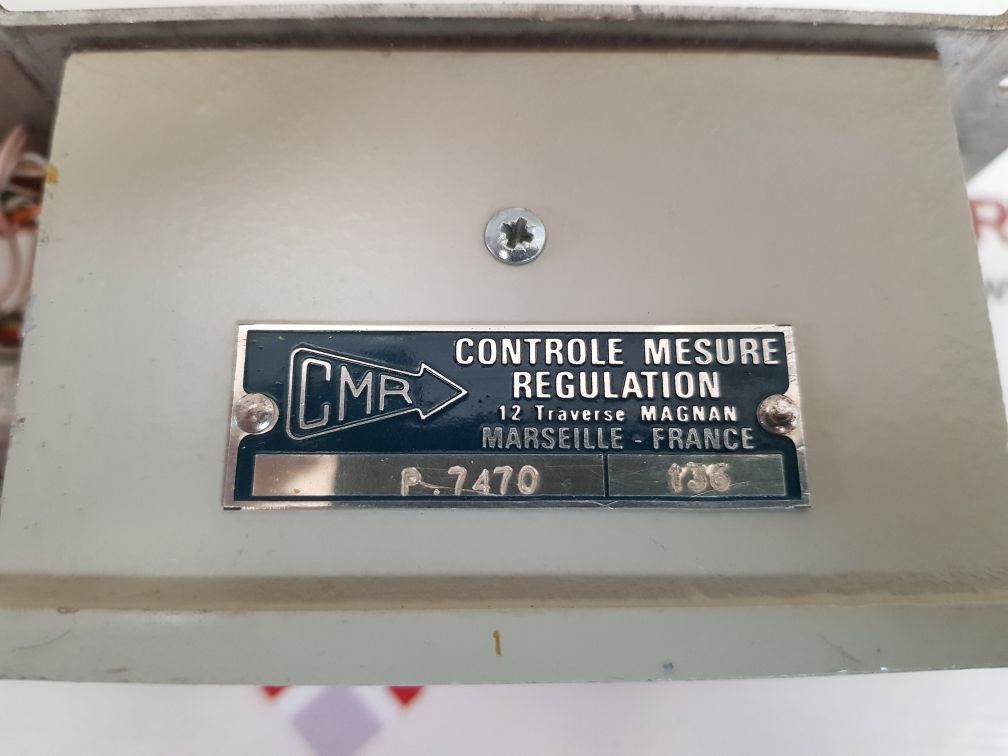 CMR
CONTROLE MESURE
REGULATION
12 Traverse MAGNAN
MARSEILLE - FRANCE
P.7470 136